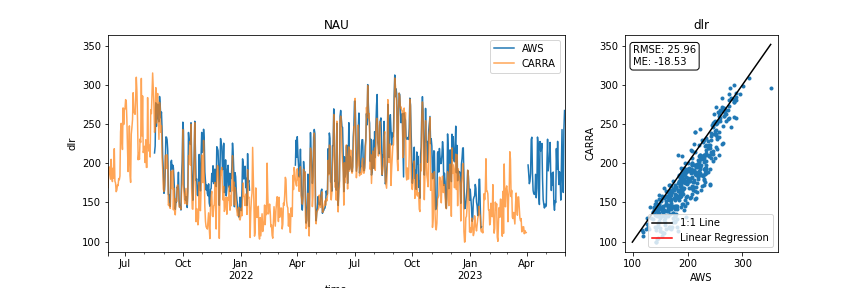 NAU
dlr
350
300
250
200
150
100
AWS
CARRA
Jul
Oct
Jan
2022
Apr
Jul
Oct
Jan
2023
Apr
time
dlr
CARRA
350
300
250
200
150
100
RMSE: 25.96
ME: -18.53
1:1 Line
Linear Regression
100
200
300
AWS